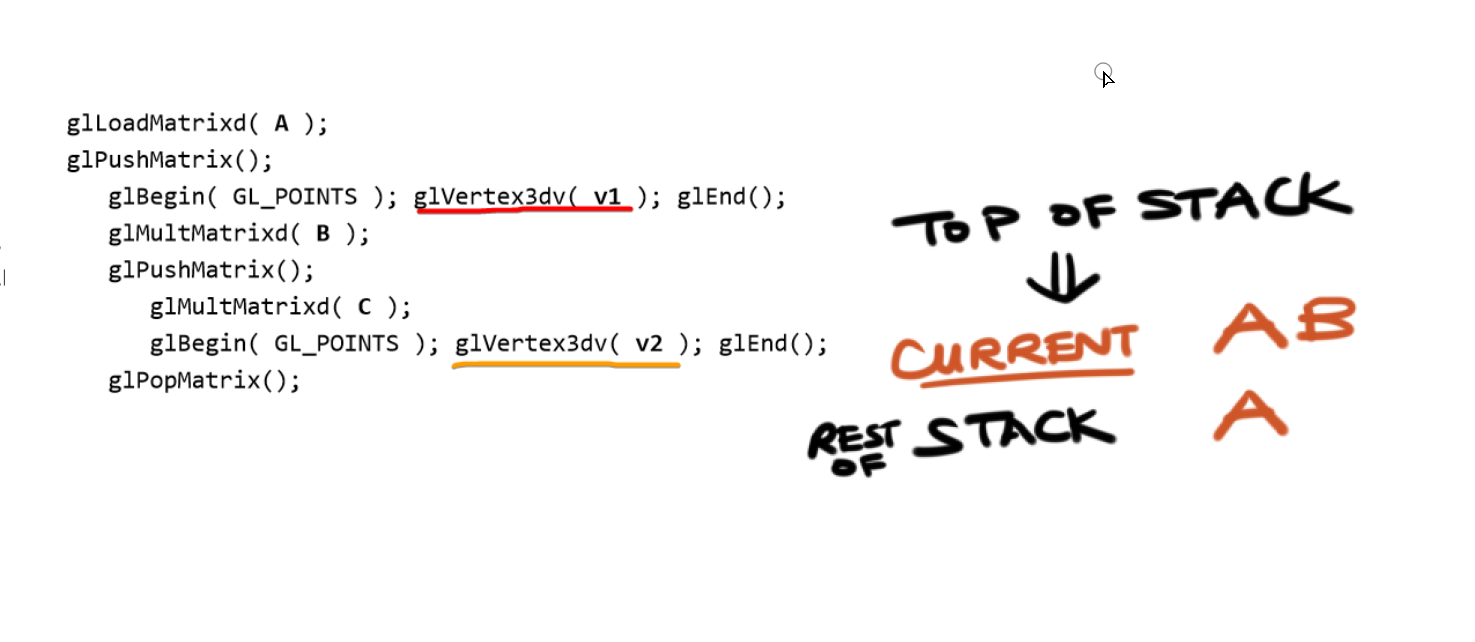 glLoadMatrixd( A );
glPushMatrix();
glBegin( GL_POINTS ); glVertex3dv( v1 ); glEnd();
glMultMatrixd( B );
glPushMatrix();
glMultMatrixd( C );
glBegin( GL_POINTS ); glVertex3dv( v2 ); glEnd();
glPopMatrix();
TOP OF STACK
CURRENT AB
REST OF STACK A